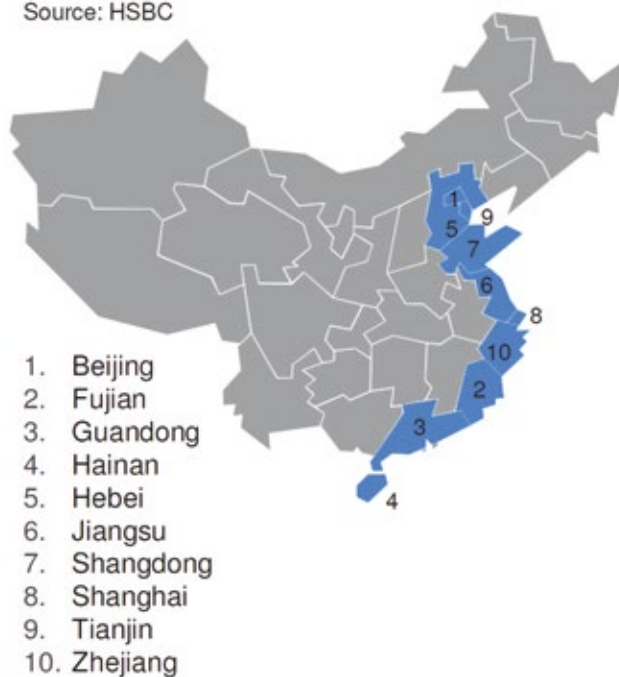 Source: HSBC
1
9
5
7
6
8
10
2
3
4
1. Beijing
2. Fujian
3. Guandong
4. Hainan
5. Hebei
6. Jiangsu
7. Shangdong
8. Shanghai
9. Tianjin
10. Zhejiang